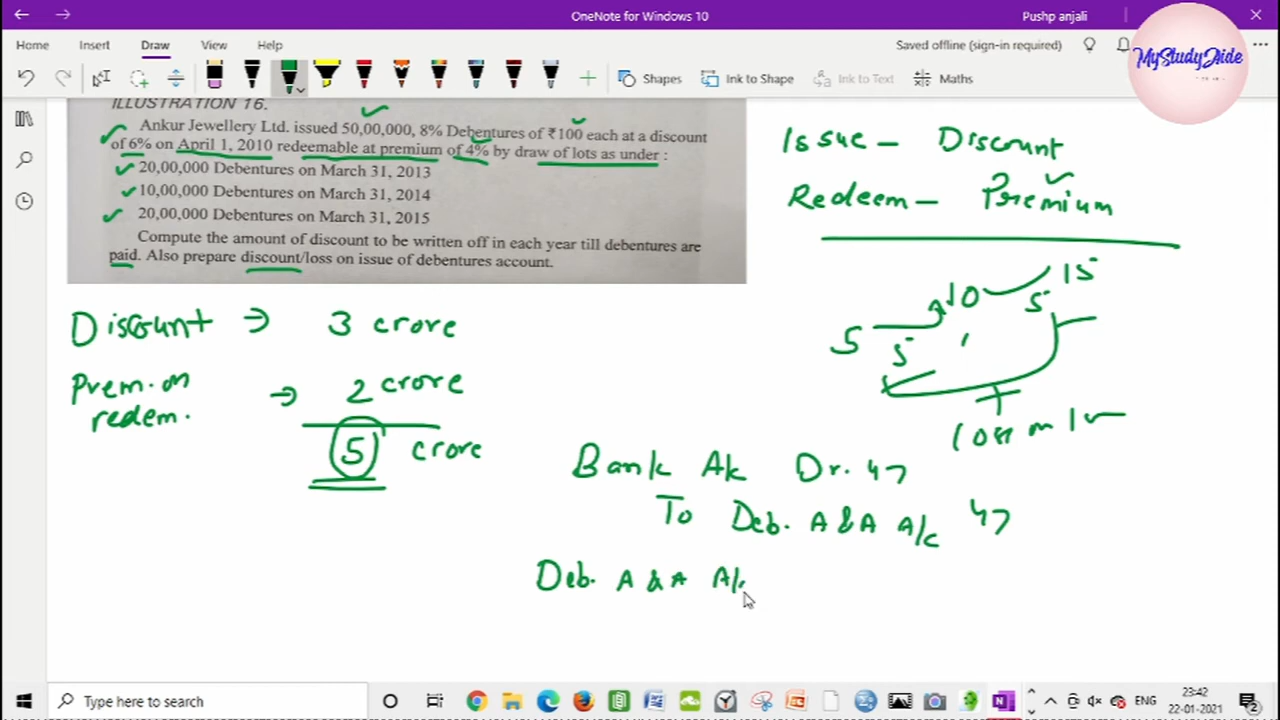 OneNote for Windows 10
Pushp anjali
Home Insert Draw View Help
Saved offline (sign-in required)
MyStudyAide
Shapes Ink to Shape Ink to Text Maths
ILLUSTRATION 16.
Ankur Jewellery Ltd. issued 50,00,000, 8% Debentures of ₹100 each at a discount
of 6% on April 1, 2010 redeemable at premium of 4% by draw of lots as under :
20,00,000 Debentures on March 31, 2013
10,00,000 Debentures on March 31, 2014
20,00,000 Debentures on March 31, 2015
Compute the amount of discount to be written off in each year till debentures are
paid. Also prepare discount/loss on issue of debentures account.
Issue - Discount
Redeem - Premium
10 15
5 5
5
Discount → 3 crore
Prem. on
redem. → 2 crore
5 crore
Bank A/c Dr. 47
To Deb. A & A A/c 47
Deb. A & A A/c
Type here to search
ENG
23:42
22-01-2021
2